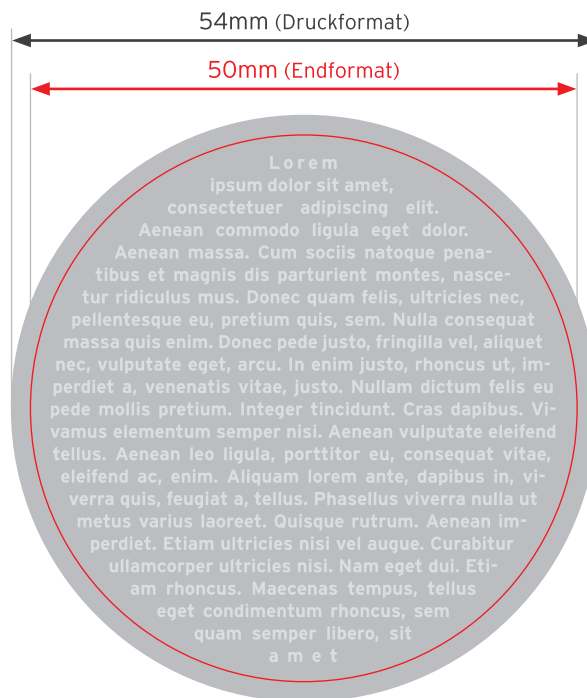 54mm (Druckformat)
50mm (Endformat)
Lorem
ipsum dolor sit amet,
consectetuer adipiscing elit.
Aenean commodo ligula eget dolor.
Aenean massa. Cum sociis natoque pena-
tibus et magnis dis parturient montes, nasce-
tur ridiculus mus. Donec quam felis, ultricies nec,
pellentesque eu, pretium quis, sem. Nulla consequat
massa quis enim. Donec pede justo, fringilla vel, aliquet
nec, vulputate eget, arcu. In enim justo, rhoncus ut, im-
perdiet a, venenatis vitae, justo. Nullam dictum felis eu
pede mollis pretium. Integer tincidunt. Cras dapibus. Vi-
vamus elementum semper nisi. Aenean vulputate eleifend
tellus. Aenean leo ligula, porttitor eu, consequat vitae,
eleifend ac, enim. Aliquam lorem ante, dapibus in, vi-
verra quis, feugiat a, tellus. Phasellus viverra nulla ut
metus varius laoreet. Quisque rutrum. Aenean im-
perdiet. Etiam ultricies nisi vel augue. Curabitur
ullamcorper ultricies nisi. Nam eget dui. Eti-
am rhoncus. Maecenas tempus, tellus
eget condimentum rhoncus, sem
quam semper libero, sit
amet